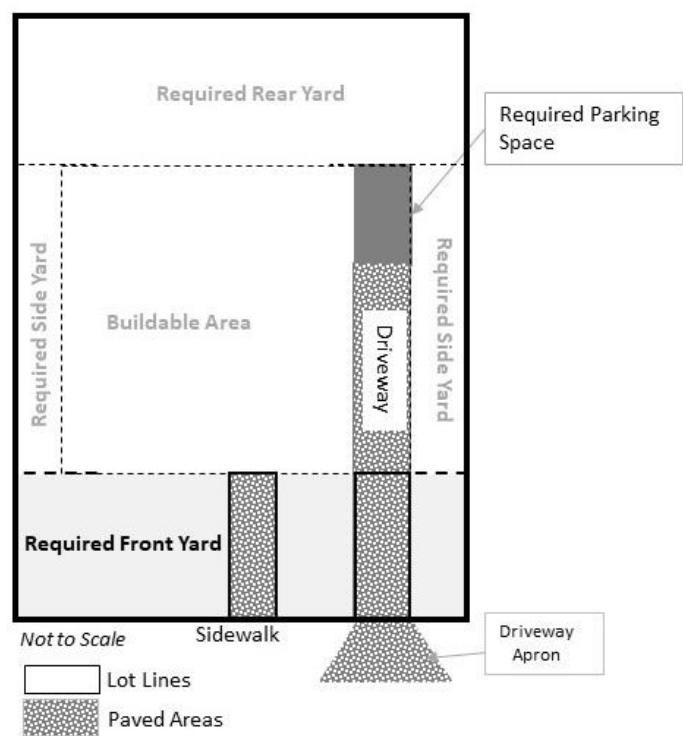 Required Rear Yard
Required Parking
Space
Required Side Yard
Buildable Area
Driveway
Required Side Yard
Required Front Yard
Not to Scale
Sidewalk
Driveway
Apron
Lot Lines
Paved Areas